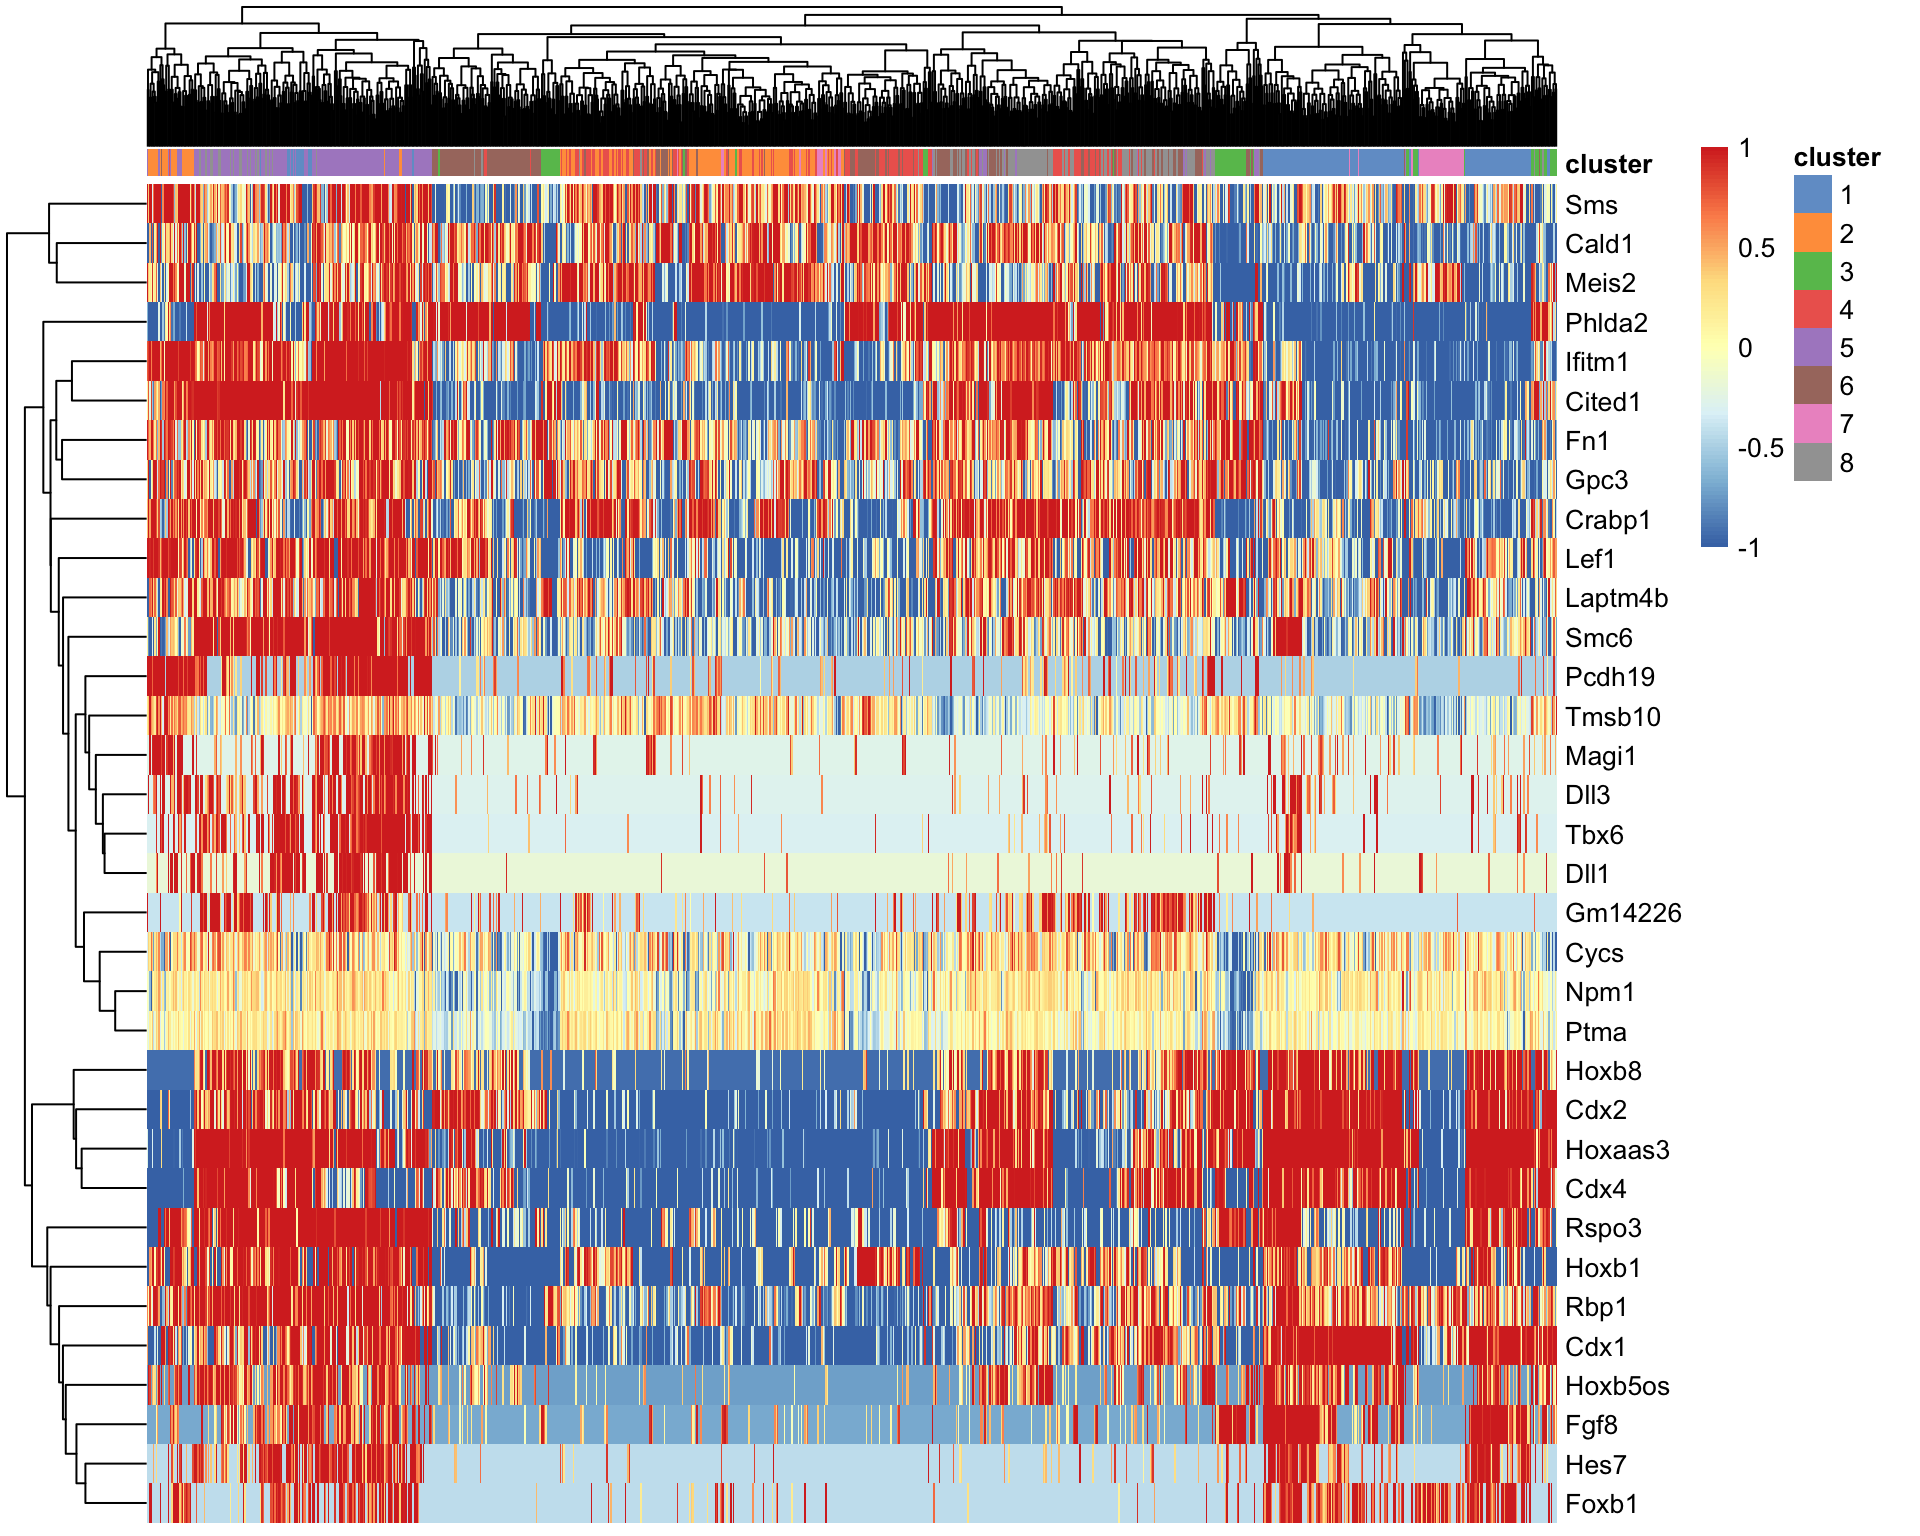 cluster
Sms
Cald1
Meis2
Phlda2
Ifitm1
Cited1
Fn1
Gpc3
Crabp1
Lef1
Laptm4b
Smc6
Pcdh19
Tmsb10
Magi1
Dll3
Tbx6
Dll1
Gm14226
Cycs
Npm1
Ptma
Hoxb8
Cdx2
Hoxaas3
Cdx4
Rspo3
Hoxb1
Rbp1
Cdx1
Hoxb5os
Fgf8
Hes7
Foxb1
1
0.5
0
-0.5
-1
cluster
1
2
3
4
5
6
7
8